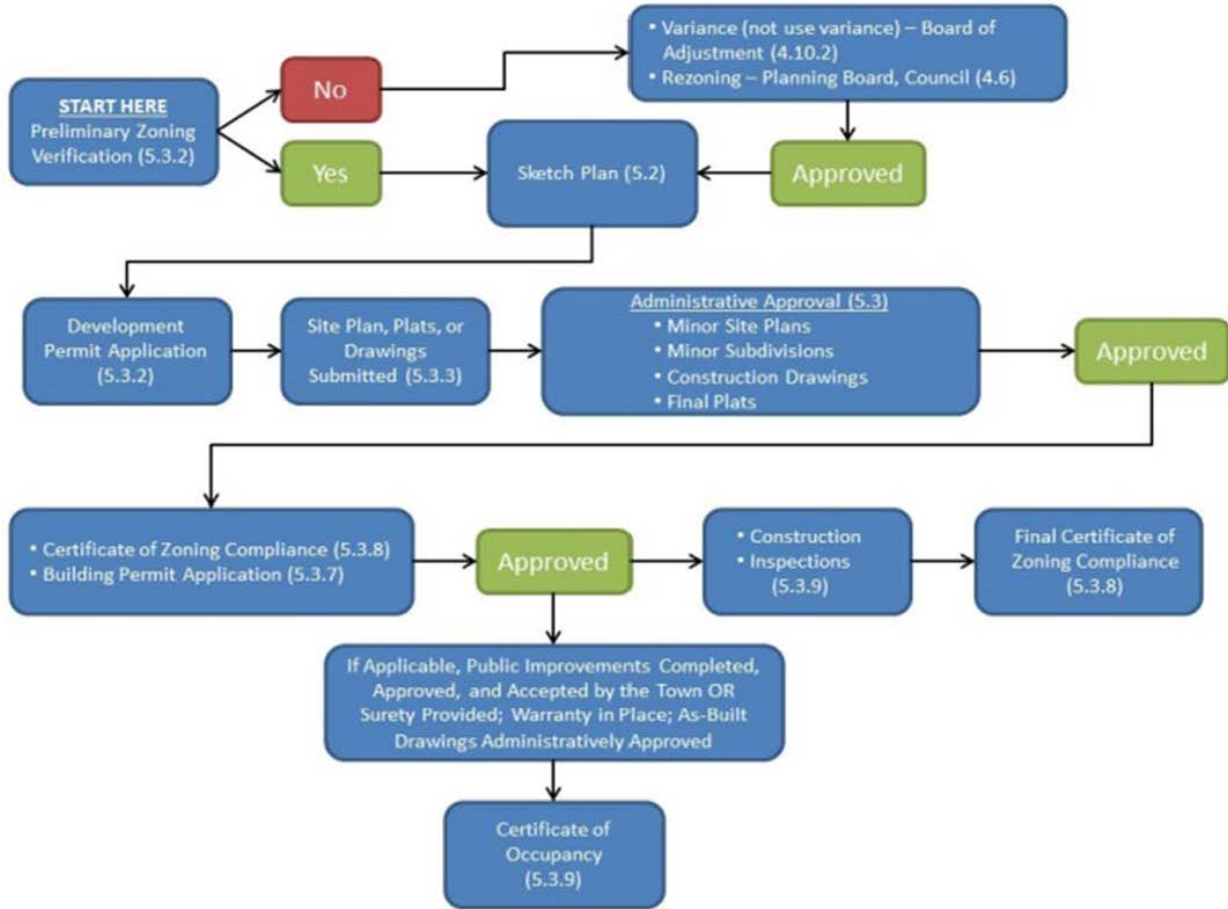 START HERE
Preliminary Zoning
Verification (5.3.2)
No
Yes
• Variance (not use variance) – Board of
Adjustment (4.10.2)
• Rezoning – Planning Board, Council (4.6)
Sketch Plan (5.2)
Approved
Development
Permit Application
(5.3.2)
Site Plan, Plats, or
Drawings
Submitted (5.3.3)
Administrative Approval (5.3)
• Minor Site Plans
• Minor Subdivisions
• Construction Drawings
• Final Plats
Approved
• Certificate of Zoning Compliance (5.3.8)
• Building Permit Application (5.3.7)
Approved
• Construction
• Inspections
(5.3.9)
Final Certificate of
Zoning Compliance
(5.3.8)
If Applicable, Public Improvements Completed,
Approved, and Accepted by the Town OR
Surety Provided; Warranty in Place; As-Built
Drawings Administratively Approved
Certificate of
Occupancy
(5.3.9)